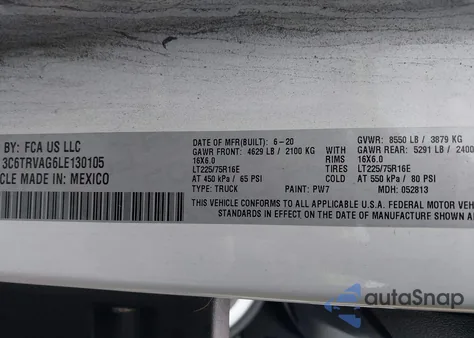 BY: FCA US LLC
DATE OF MFR(BUILT): 6-20
GVWR: 8550 LB / 3879 KG
GAWR FRONT: 4629 LB / 2100 KG
GAWR REAR: 5291 LB / 2400
3C6TRVAG6LE130105
16X6.0
RIMS 16X6.0
LT225/75R16E
TIRES LT225/75R16E
CLE MADE IN: MEXICO
AT 450 kPa / 65 PSI
COLD AT 550 kPa / 80 PSI
TYPE: TRUCK PAINT: PW7 MDH: 052813
THIS VEHICLE CONFORMS TO ALL APPLICABLE U.S.A. FEDERAL MOTOR VEH
STANDARDS IN EFFECT ON THE DATE OF MANUFACTURE SHOWN A
autoSnap